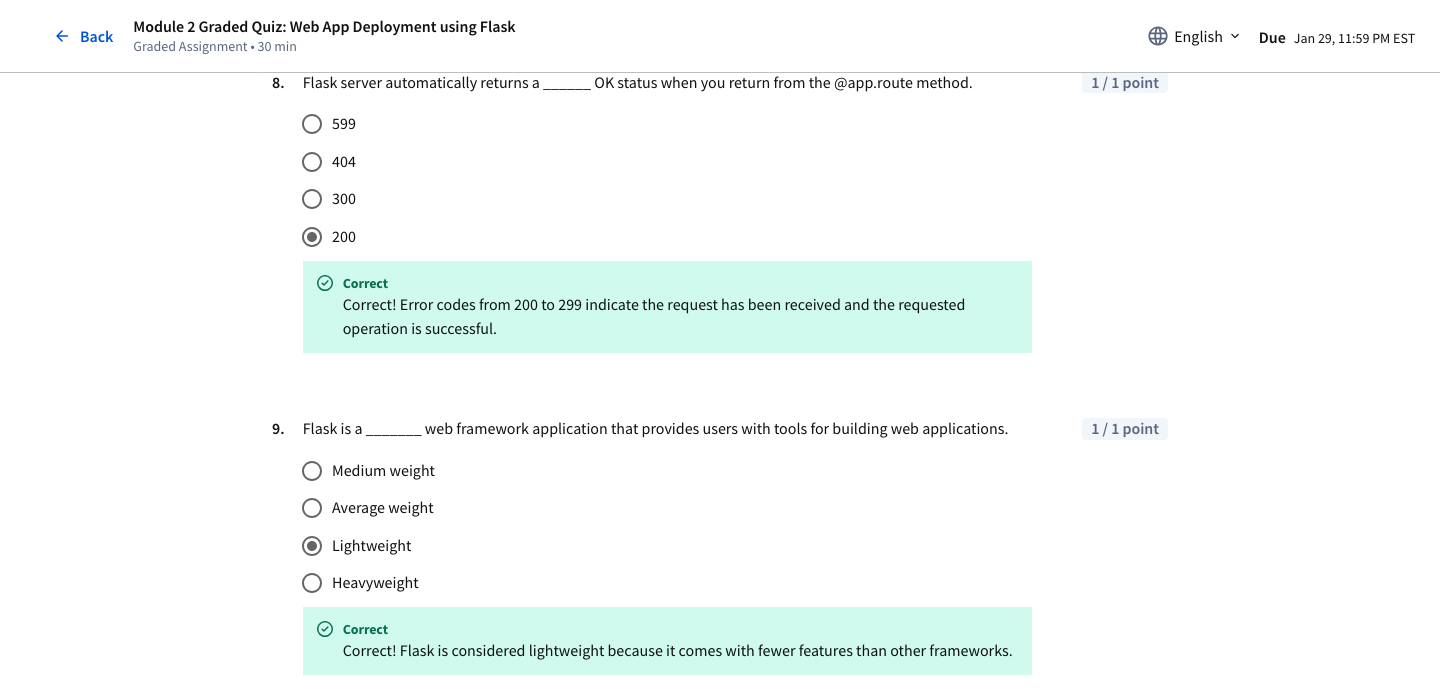 Back
Module 2 Graded Quiz: Web App Deployment using Flask
Graded Assignment • 30 min
English
Due Jan 29, 11:59 PM EST
8. Flask server automatically returns a ______ OK status when you return from the @app.route method.
1 / 1 point
599
404
300
200
Correct
Correct! Error codes from 200 to 299 indicate the request has been received and the requested
operation is successful.
9. Flask is a _______ web framework application that provides users with tools for building web applications.
1 / 1 point
Medium weight
Average weight
Lightweight
Heavyweight
Correct
Correct! Flask is considered lightweight because it comes with fewer features than other frameworks.